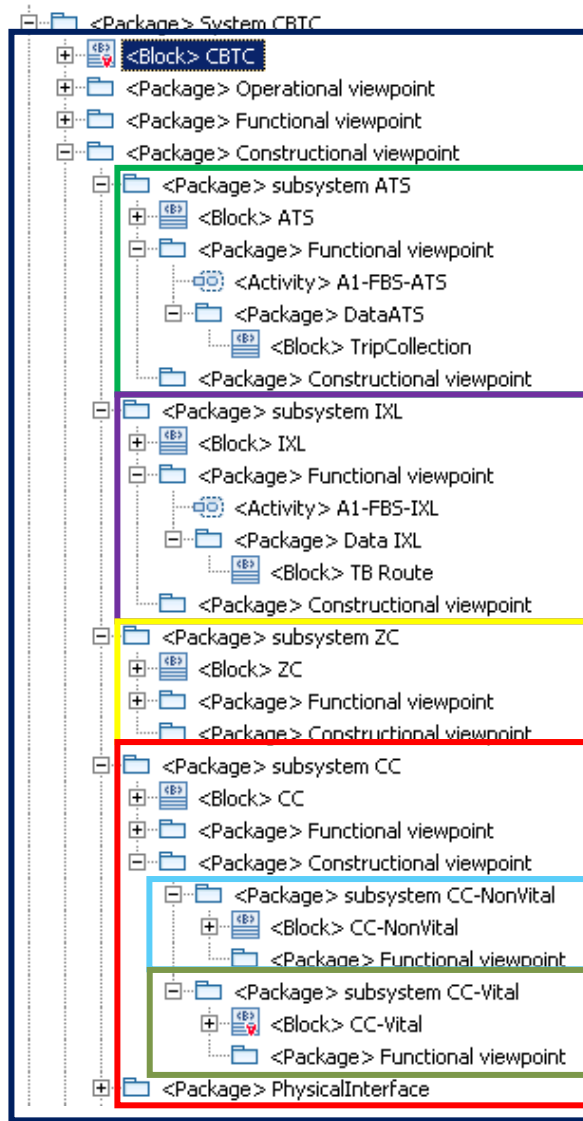 <Package> System CBTC
<B>
<Block> CBTC
<Package> Operational viewpoint
<Package> Functional viewpoint
<Package> Constructional viewpoint
<Package> subsystem ATS
<B>
<Block> ATS
<Package> Functional viewpoint
<Activity> A1-FBS-ATS
<Package> DataATS
<B>
<Block> TripCollection
<Package> Constructional viewpoint
<Package> subsystem IXL
<B>
<Block> IXL
<Package> Functional viewpoint
<Activity> A1-FBS-IXL
<Package> Data IXL
<B>
<Block> TB Route
<Package> Constructional viewpoint
<Package> subsystem ZC
<B>
<Block> ZC
<Package> Functional viewpoint
<Package> Constructional viewpoint
<Package> subsystem CC
<B>
<Block> CC
<Package> Functional viewpoint
<Package> Constructional viewpoint
<Package> subsystem CC-NonVital
<B>
<Block> CC-NonVital
<Package> Functional viewpoint
<Package> subsystem CC-Vital
<B>
<Block> CC-Vital
<Package> Functional viewpoint
<Package> PhysicalInterface